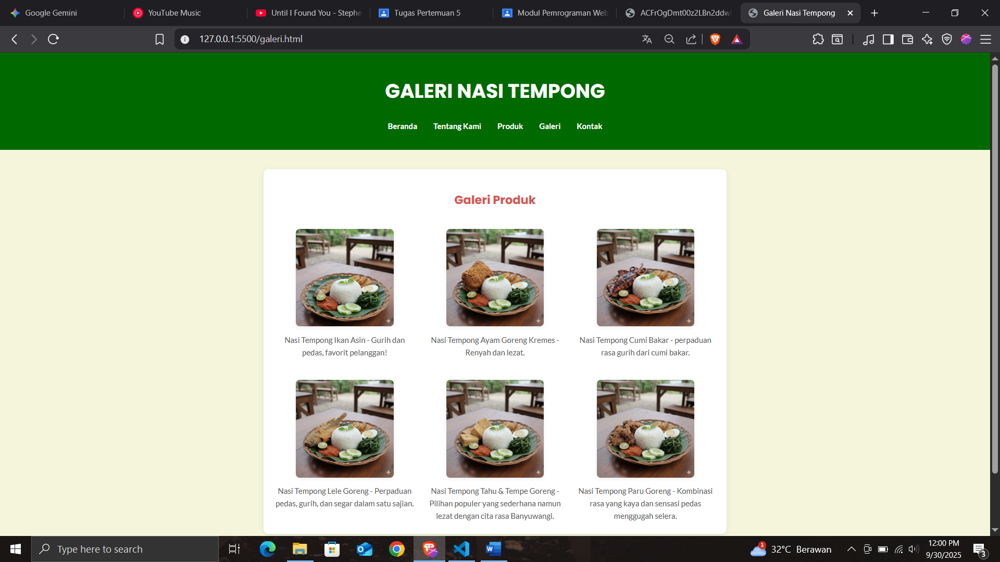 Google Gemini
YouTube Music
Until I Found You - Stephe
Tugas Pertemuan 5
Modul Pemrograman Web
ACFrOgDmt00z2LBn2ddwf
Galeri Nasi Tempong
127.0.0.1:5500/galeri.html
GALERI NASI TEMPONG
Beranda Tentang Kami Produk Galeri Kontak
Galeri Produk
Nasi Tempong Ikan Asin - Gurih dan
pedas, favorit pelanggan!
Nasi Tempong Ayam Goreng Kremes -
Renyah dan lezat.
Nasi Tempong Cumi Bakar - perpaduan
rasa gurih dari cumi bakar.
Nasi Tempong Lele Goreng - Perpaduan
pedas, gurih, dan segar dalam satu sajian.
Nasi Tempong Tahu & Tempe Goreng -
Pilihan populer yang sederhana namun
lezat dengan cita rasa Banyuwangi.
Nasi Tempong Paru Goreng - Kombinasi
rasa yang kaya dan sensasi pedas
menggugah selera.
Type here to search
3
32°C Berawan
12:00 PM
9/30/2025
3